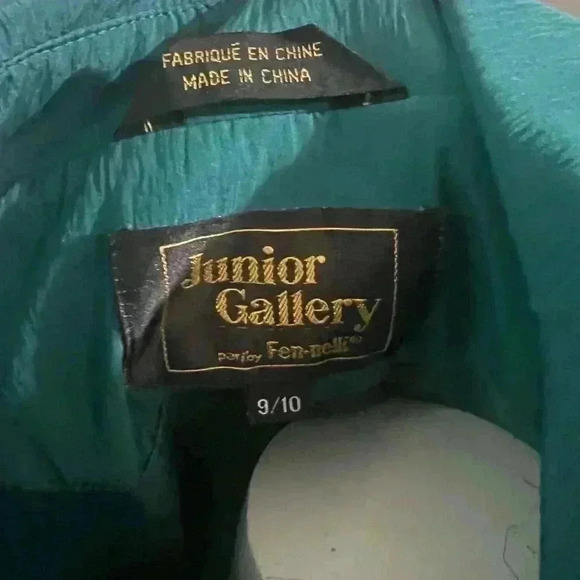 FABRIQUÉ EN CHINE
MADE IN CHINA
Junior
Gallery
par/by Fen-nelli
9/10